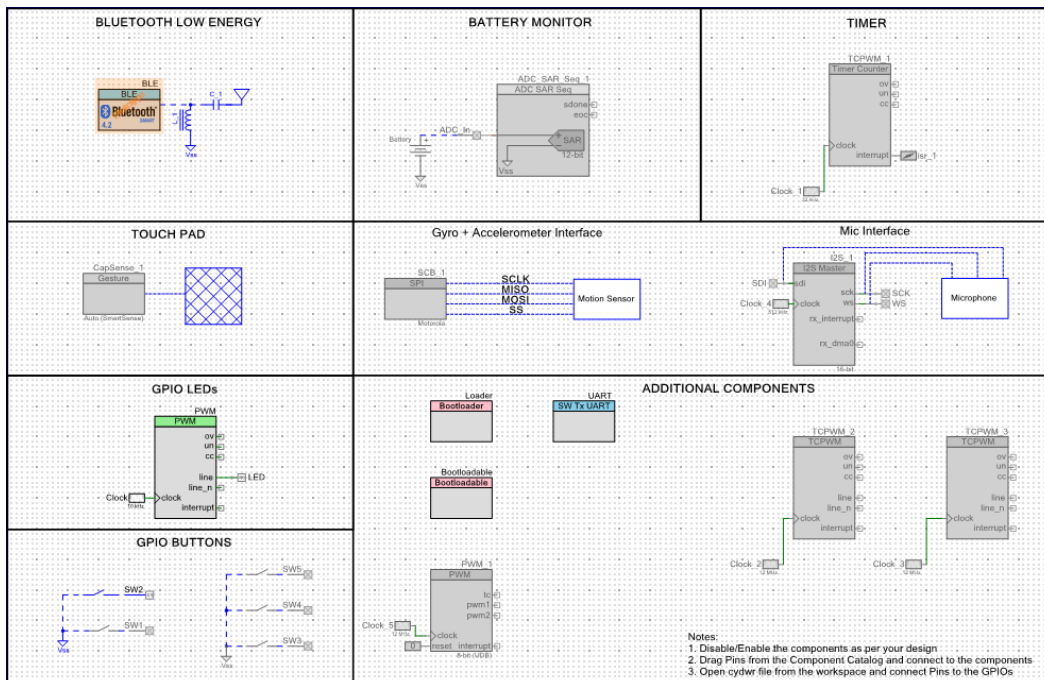 BLUETOOTH LOW ENERGY
BLE
BLE
Bluetooth
SMART
4.2
L_1
C_1
Vss
BATTERY MONITOR
ADC_SAR_Seq_1
ADC SAR Seq
sdone
eoc
ADC_In
Battery
+
SAR
12-bit
Vss
Vss
TIMER
TCPWM_1
Timer Counter
ov
un
cc
clock
interrupt
isr_1
Clock_1
TOUCH PAD
CapSense_1
Gesture
Auto (SmartSense)
Gyro + Accelerometer Interface
SCB_1
SPI
SCLK
MISO
MOSI
SS
Motorola
Motion Sensor
Mic Interface
I2S_1
I2S Master
SDI
sdi
sck
SCK
Clock_4
clock
ws
WS
rx_interrupt
rx_dma0
16-bit
Microphone
GPIO LEDs
PWM
PWM
ov
un
cc
line
LED
line_n
Clock
clock
interrupt
GPIO BUTTONS
SW2
SW1
Vss
SW5
SW4
SW3
Vss
ADDITIONAL COMPONENTS
Loader
Bootloader
UART
SW Tx UART
Bootloadable
Bootloadable
PWM_1
PWM
tc
pwm1
pwm2
Clock_5
12 MHz
clock
0
reset
interrupt
8-bit (UDB)
TCPWM_2
TCPWM
ov
un
cc
line
line_n
clock
interrupt
Clock_2
12 MHz
TCPWM_3
TCPWM
ov
un
cc
line
line_n
clock
interrupt
Clock_3
12 MHz
Notes:
1. Disable/Enable the components as per your design
2. Drag Pins from the Component Catalog and connect to the components
3. Open cydwr file from the workspace and connect Pins to the GPIOs